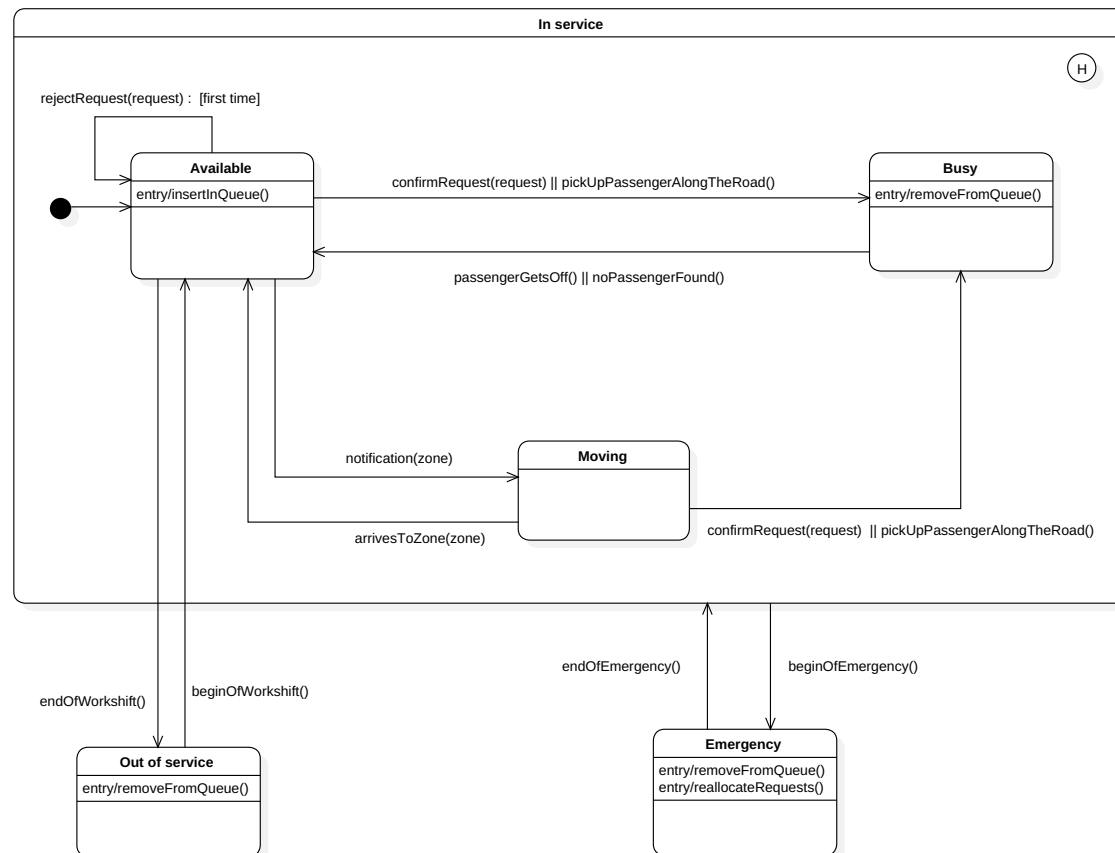 In service
H
rejectRequest(request) :  [first time]
Available
entry/insertInQueue()
confirmRequest(request) || pickUpPassengerAlongTheRoad()
Busy
entry/removeFromQueue()
passengerGetsOff() || noPassengerFound()
notification(zone)
Moving
arrivesToZone(zone)
confirmRequest(request)  || pickUpPassengerAlongTheRoad()
endOfWorkshift()
beginOfWorkshift()
endOfEmergency()
beginOfEmergency()
Out of service
entry/removeFromQueue()
Emergency
entry/removeFromQueue()
entry/reallocateRequests()